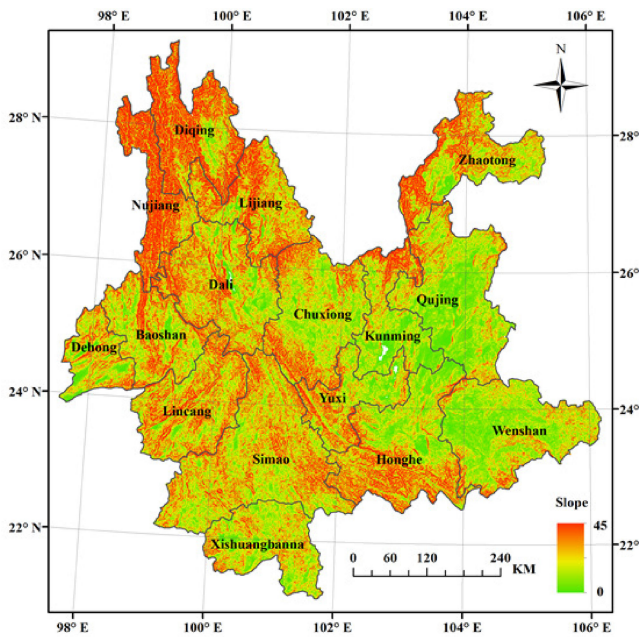 98° E 100° E 102° E 104° E 106° E
N
28° N
28°
Diqing
Zhaotong
Nujiang
Lijiang
26° N
26°
Dali
Qujing
Chuxiong
Kunming
Baoshan
Dehong
24° N
24°
Yuxi
Lincang
Wenshan
Simao
Honghe
22° N
22°
Slope
45
0
Xishuangbanna
0 60 120 240
KM
98° E 100° E 102° E 104° E 106° E